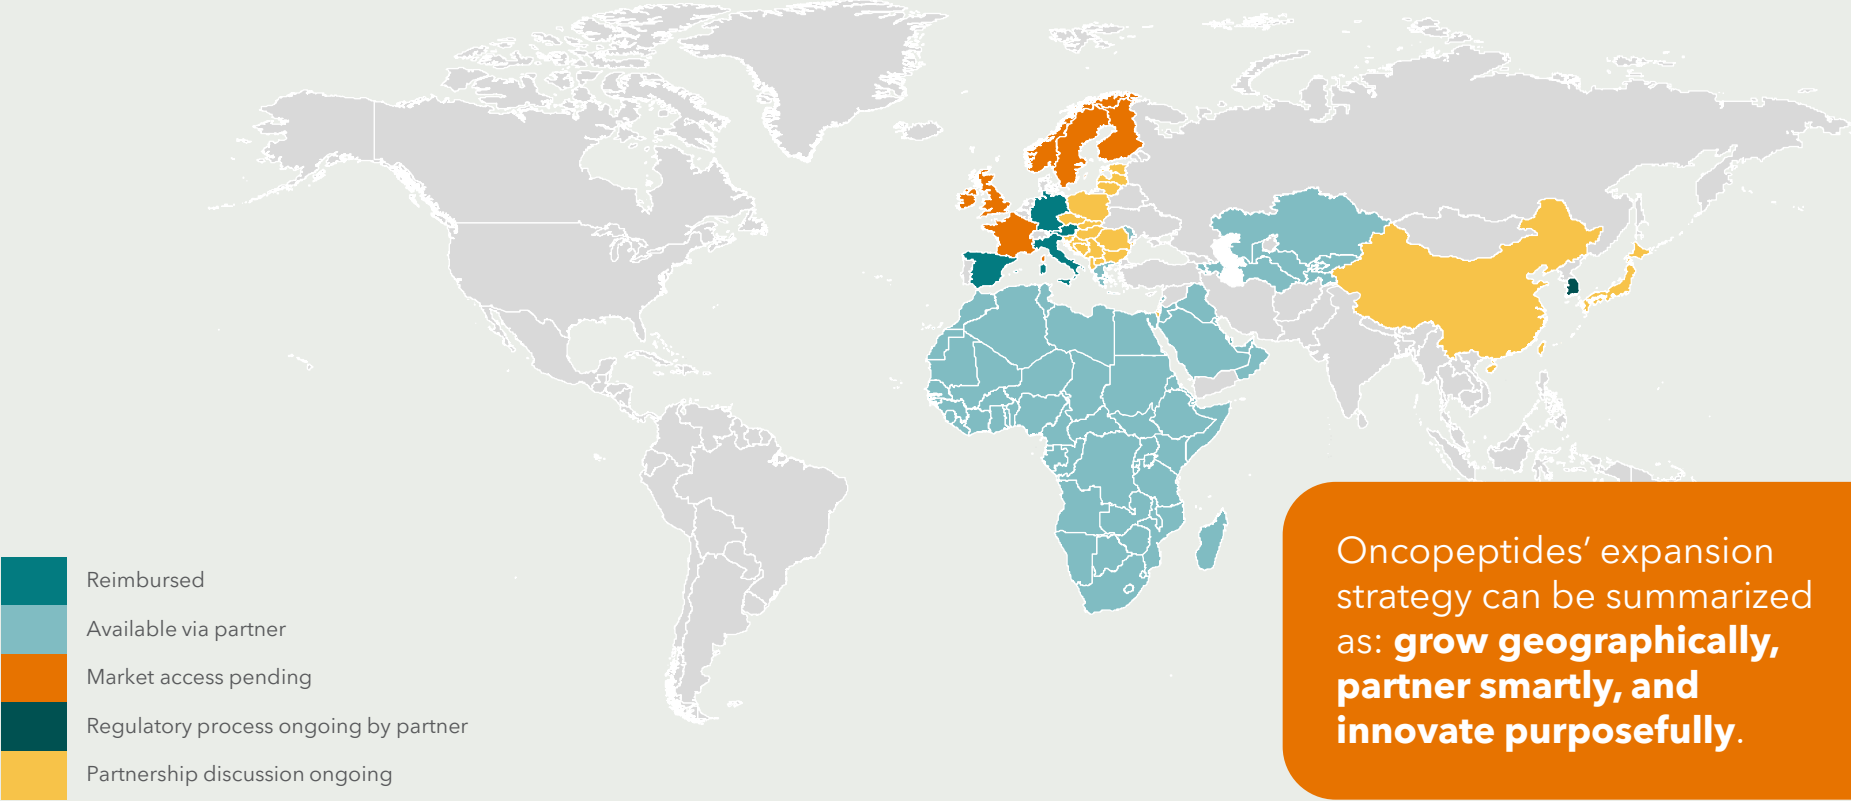 Reimbursed
Available via partner
Market access pending
Regulatory process ongoing by partner
Partnership discussion ongoing
Oncopeptides’ expansion
strategy can be summarized
as: grow geographically,
partner smartly, and
innovate purposefully.